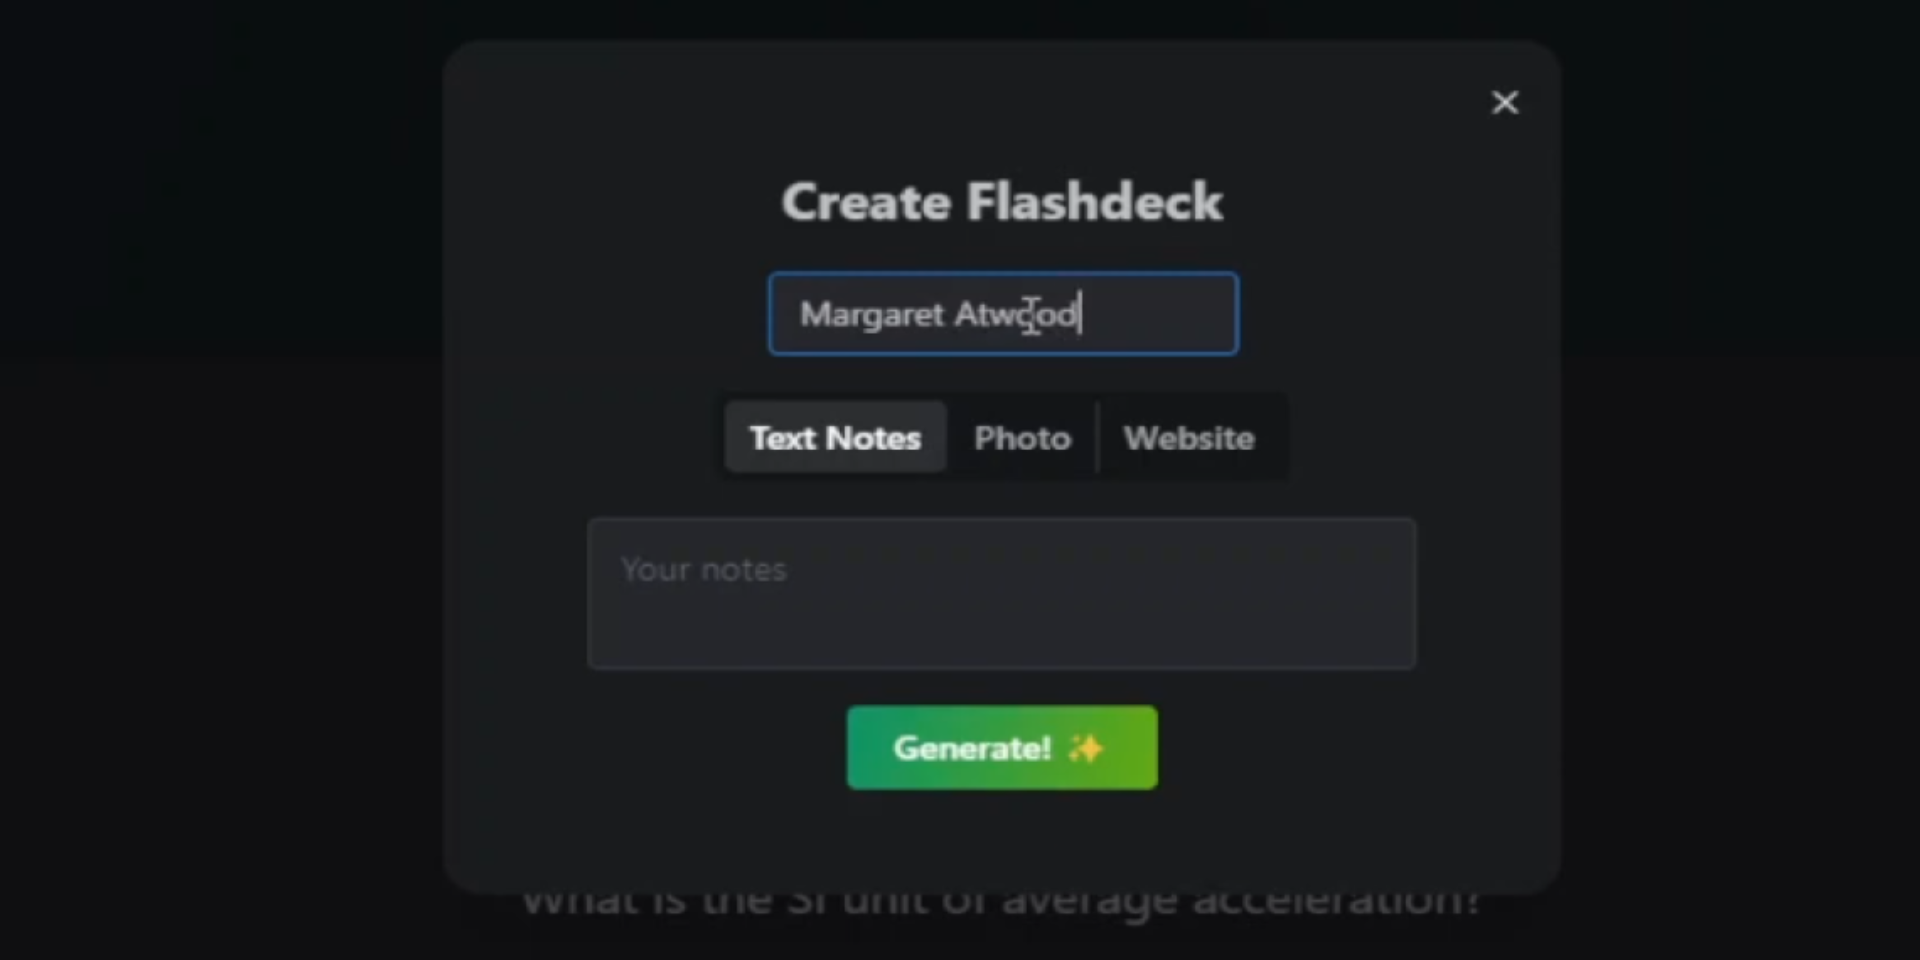 Create Flashdeck
Margaret Atwood
Text Notes Photo Website
Your notes
Generate! ✨
What is the SI unit of average acceleration?